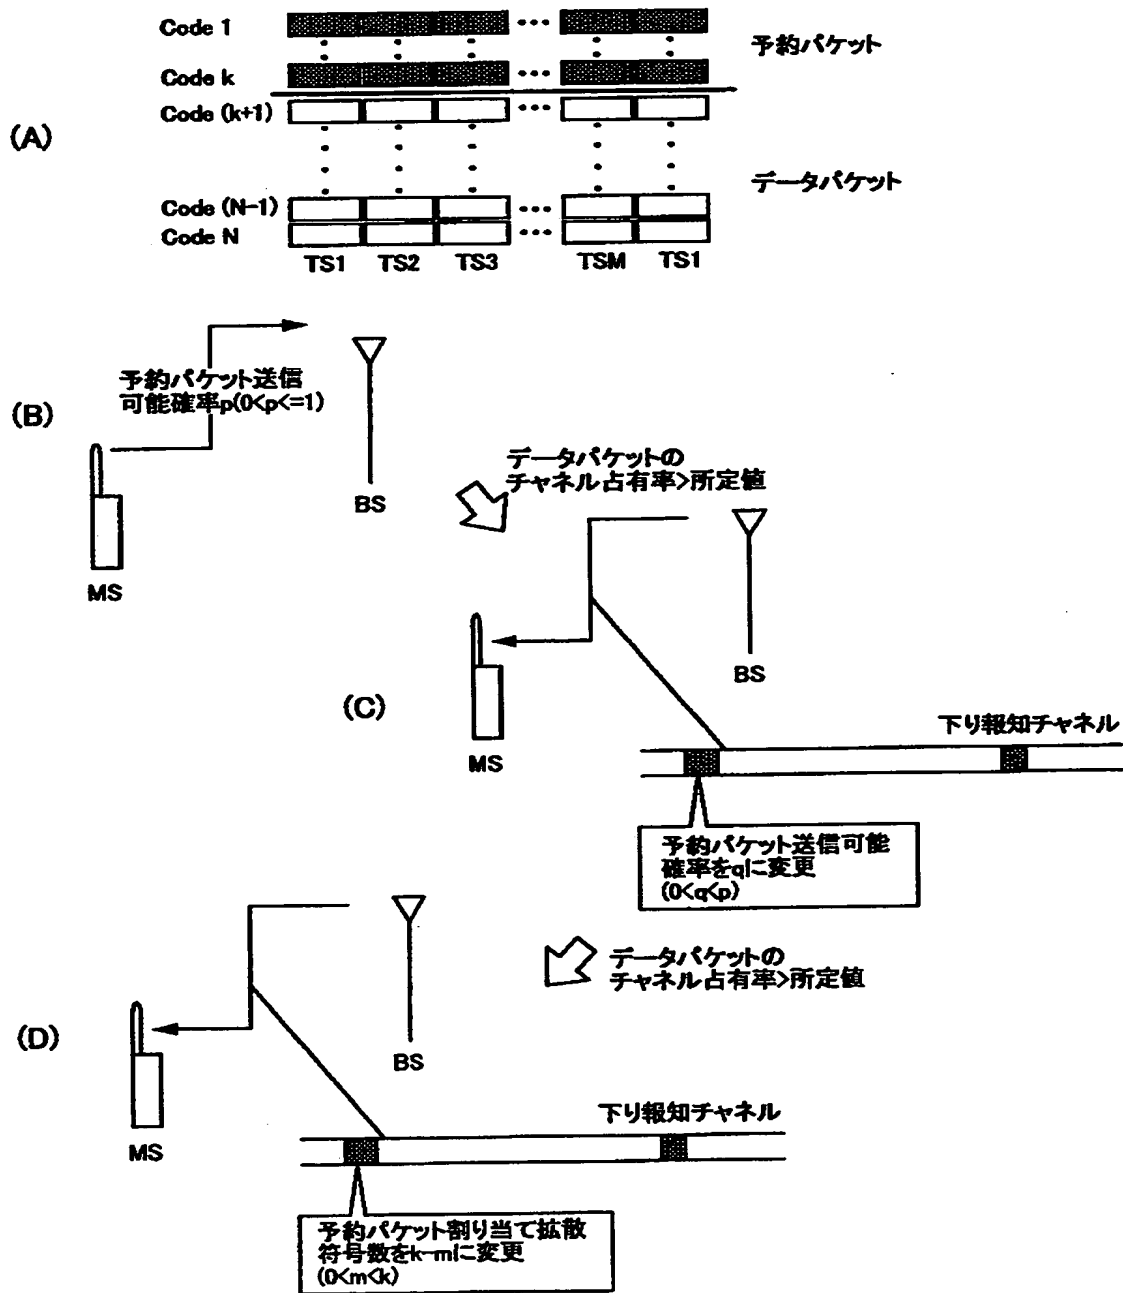 (A)
Code 1
Code k
Code (k+1)
Code (N-1)
Code N
TS1 TS2 TS3 TSM TS1
予約パケット
データパケット
(B)
予約パケット送信
可能確率p(0<p<=1)
MS
BS
データパケットの
チャネル占有率>所定値
(C)
MS
BS
下り報知チャネル
予約パケット送信可能
確率をqに変更
(0<q<p)
データパケットの
チャネル占有率>所定値
(D)
MS
BS
下り報知チャネル
予約パケット割り当て拡散
符号数をk-mに変更
(0<m<k)